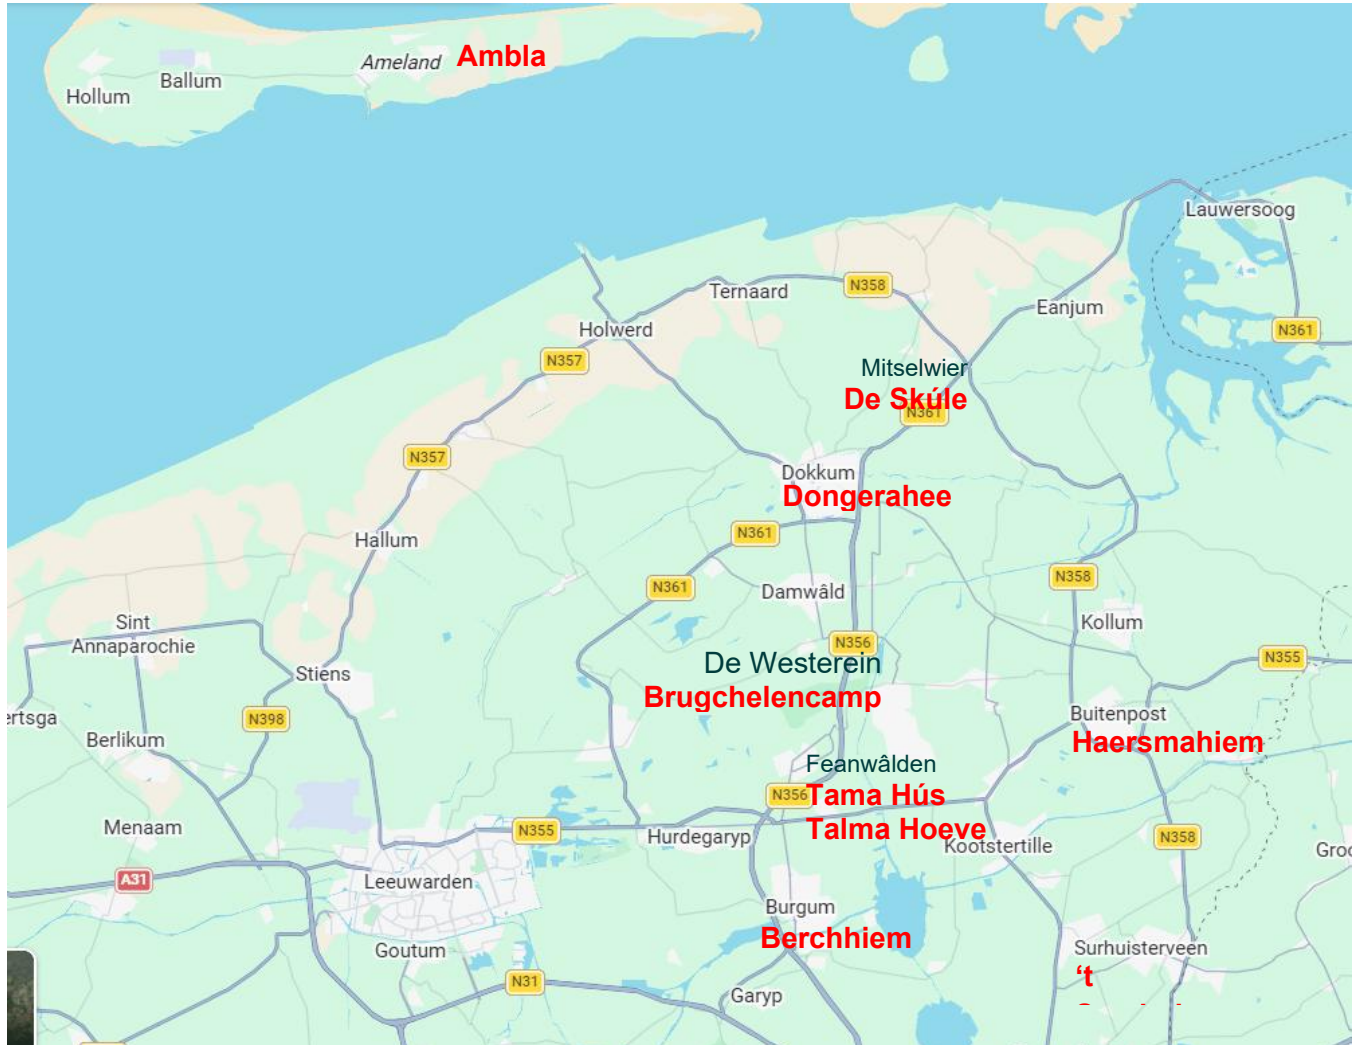 Ameland
Ambla
Ballum
Hollum
Lauwersoog
Ternaard
N358
Eanjum
Holwerd
N361
N357
Mitselwier
De Skúle
N361
N357
Dokkum
Dongerahee
Hallum
N361
N361
Damwâld
N358
Sint
Annaparochie
Kollum
N356
De Westerein
N355
Stiens
Brugchelencamp
ertsga
N398
Buitenpost
Berlikum
Haersmahiem
Feanwâlden
N356
Tama Hús
Menaam
N355
Hurdegaryp
Talma Hoeve
Kootstertille
N358
Groo
A31
Leeuwarden
Burgum
Berchhiem
Goutum
Surhuisterveen
‘t
N31
Garyp